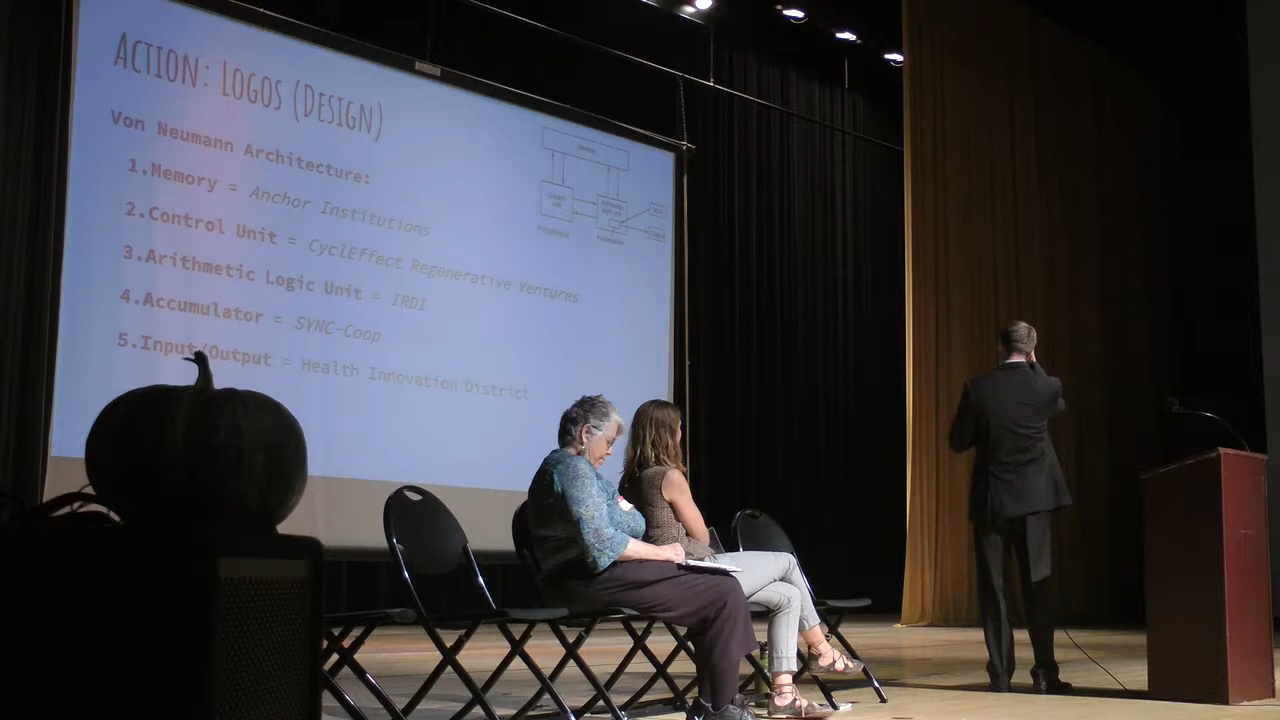 Action: Logos (Design)
Von Neumann Architecture:
1.Memory = Anchor Institutions
2.Control Unit = CyclEffect Regenerative Ventures
3.Arithmetic Logic Unit = IRDI
4.Accumulator = SYNC-Coop
5.Input/Output = Health Innovation District